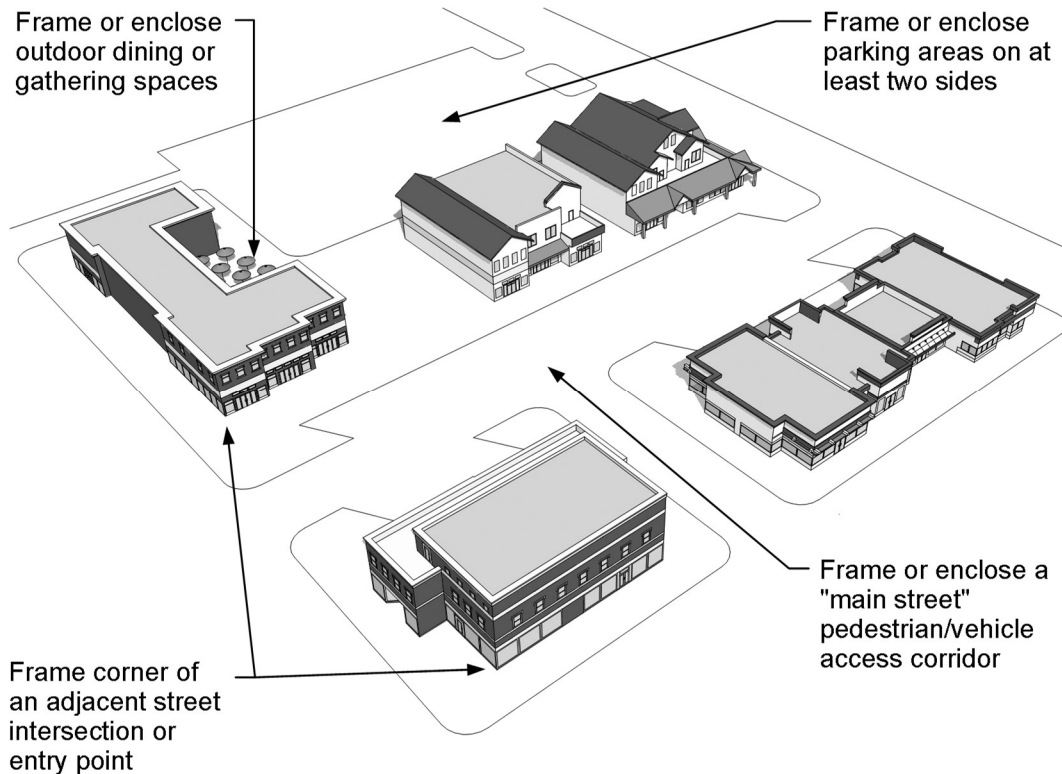 Frame or enclose
outdoor dining or
gathering spaces
Frame or enclose
parking areas on at
least two sides
Frame or enclose a
"main street"
pedestrian/vehicle
access corridor
Frame corner of
an adjacent street
intersection or
entry point